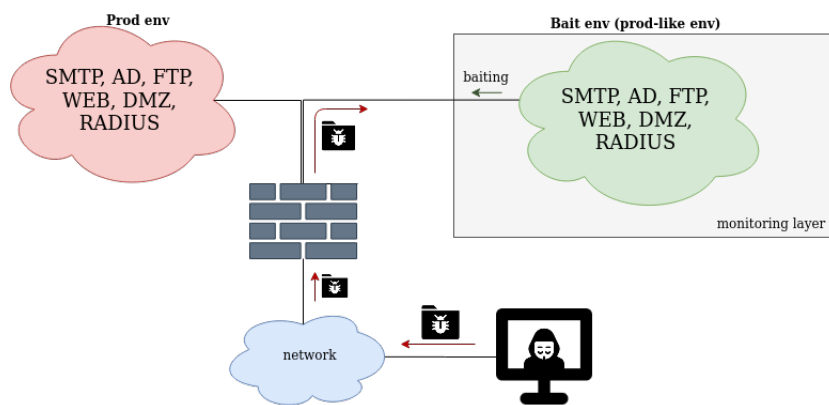 Prod env
SMTP, AD, FTP,
WEB, DMZ,
RADIUS
Bait env (prod-like env)
baiting
SMTP, AD, FTP,
WEB, DMZ,
RADIUS
monitoring layer
network